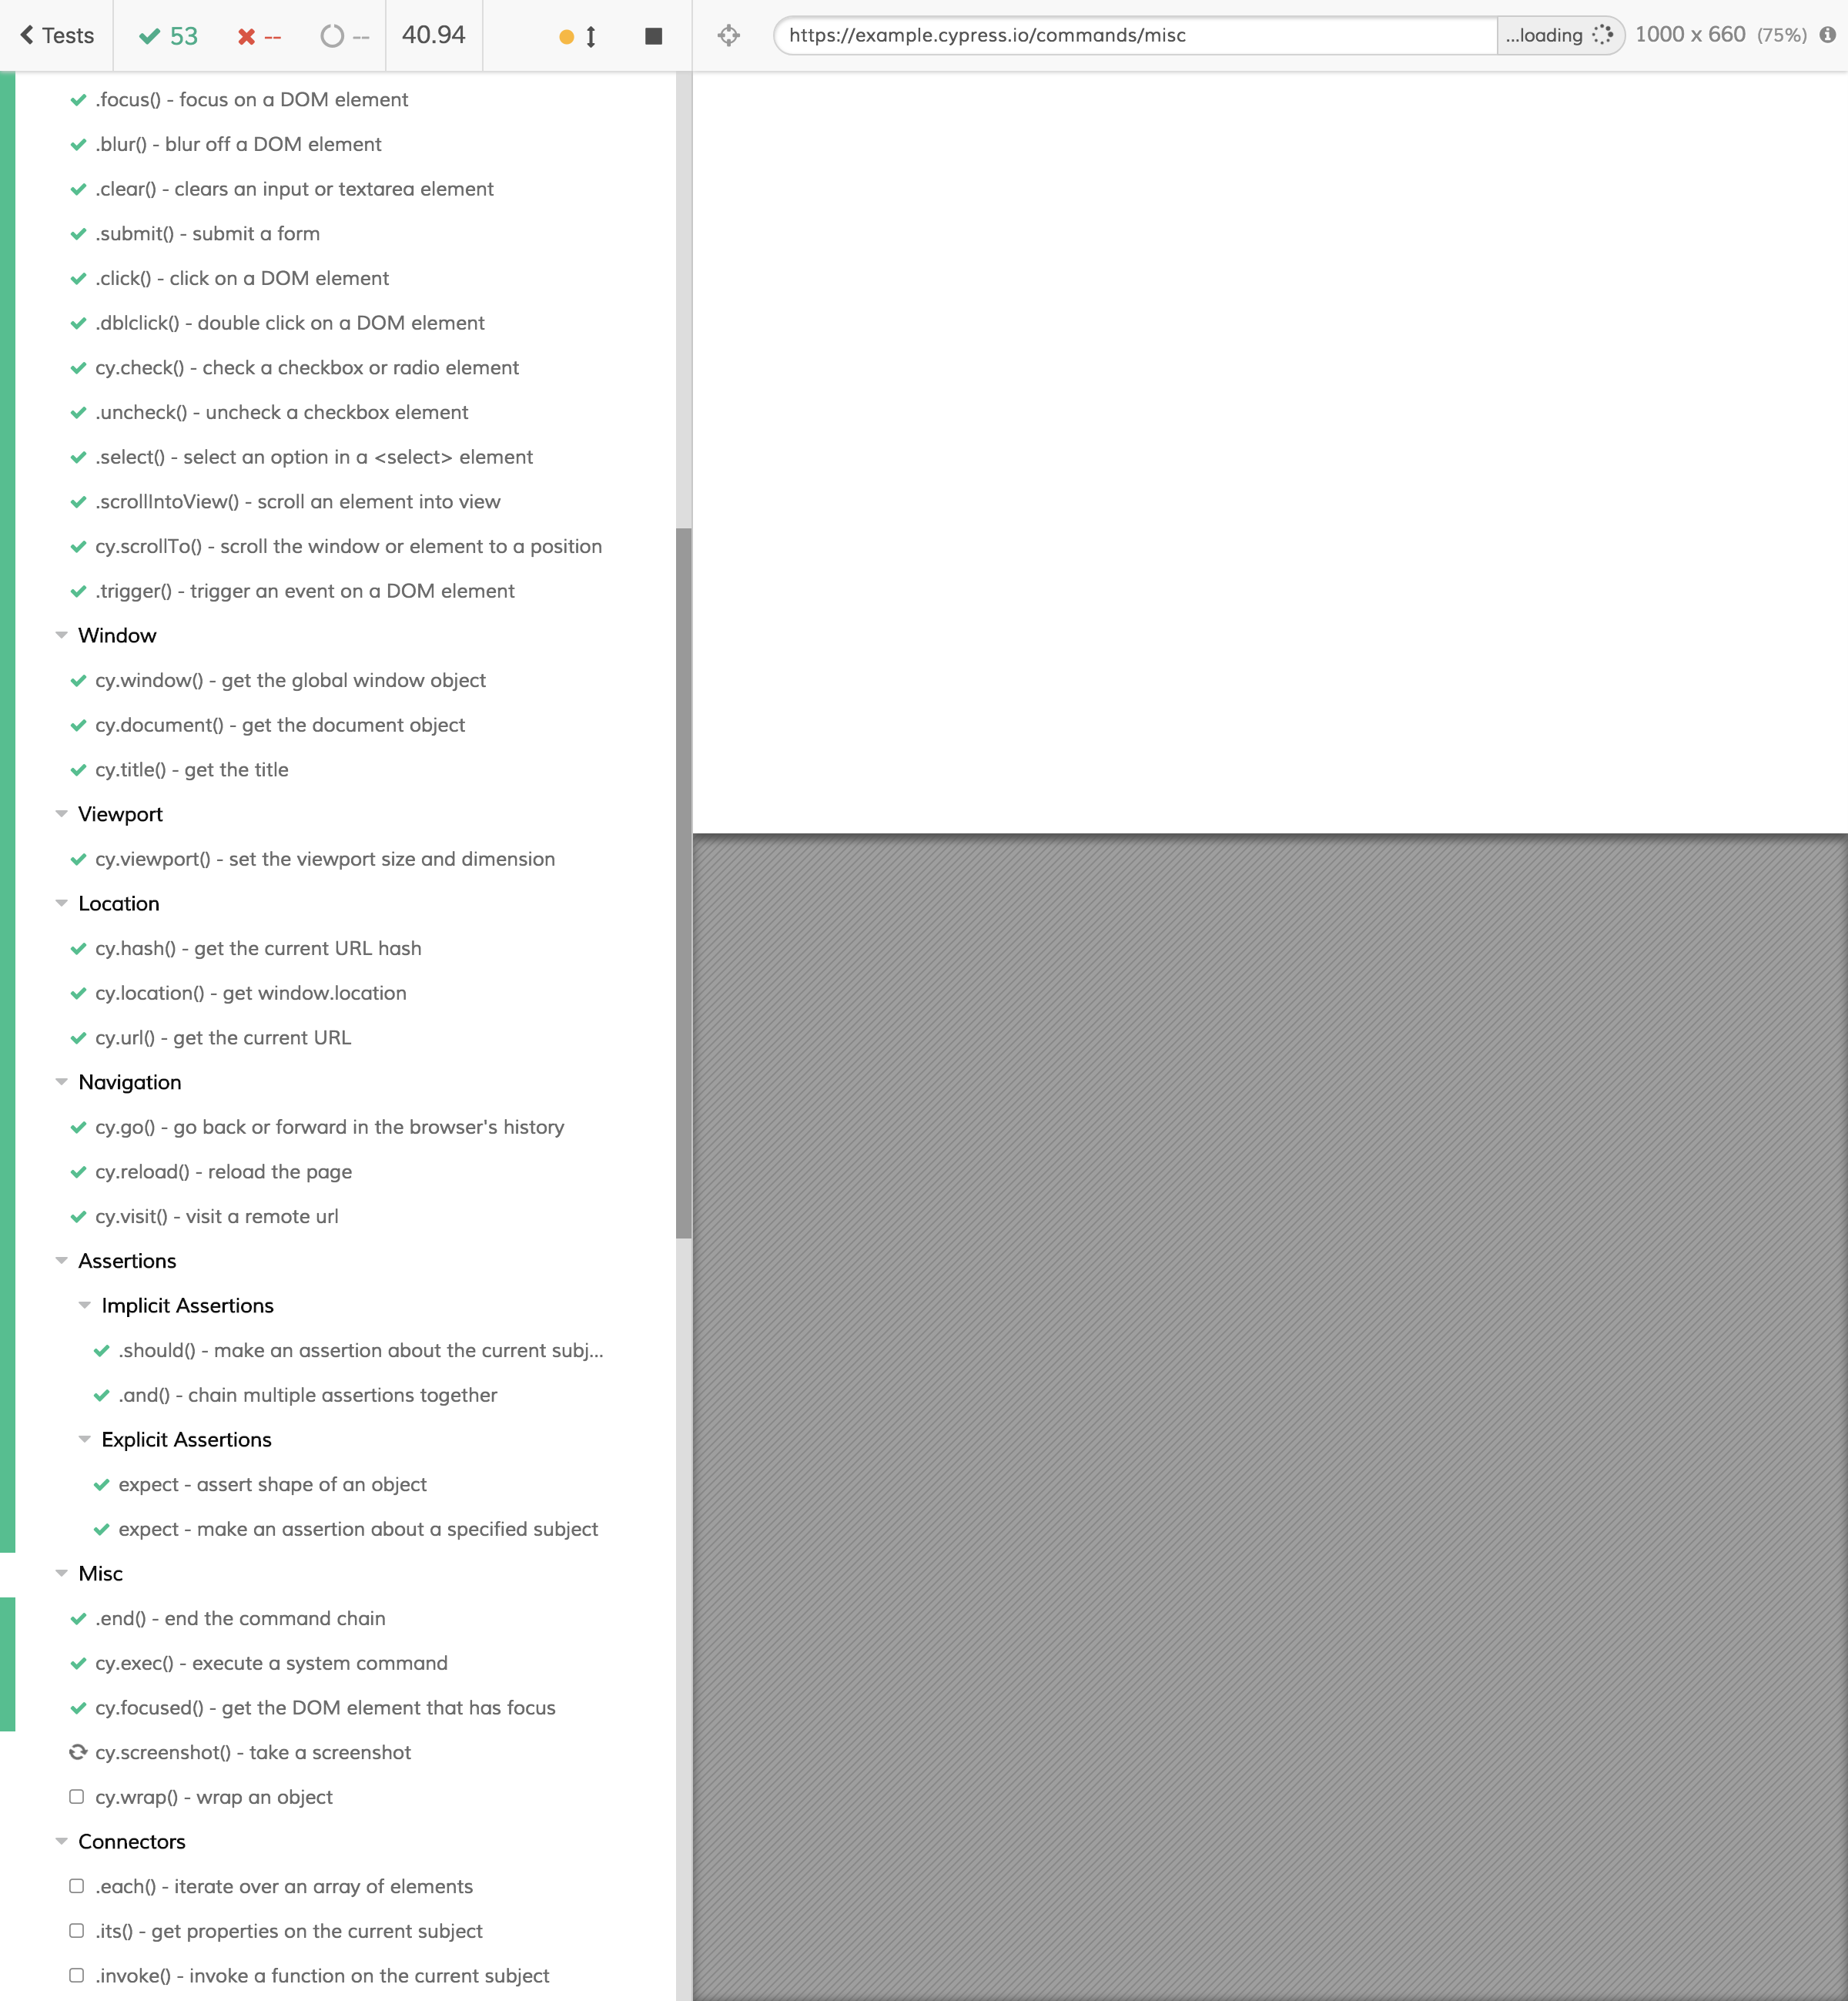 Tests 53 -- -- 40.94 https://example.cypress.io/commands/misc ...loading 1000 x 660 (75%)
.focus() - focus on a DOM element
.blur() - blur off a DOM element
.clear() - clears an input or textarea element
.submit() - submit a form
.click() - click on a DOM element
.dblclick() - double click on a DOM element
cy.check() - check a checkbox or radio element
.uncheck() - uncheck a checkbox element
.select() - select an option in a <select> element
.scrollIntoView() - scroll an element into view
cy.scrollTo() - scroll the window or element to a position
.trigger() - trigger an event on a DOM element
Window
cy.window() - get the global window object
cy.document() - get the document object
cy.title() - get the title
Viewport
cy.viewport() - set the viewport size and dimension
Location
cy.hash() - get the current URL hash
cy.location() - get window.location
cy.url() - get the current URL
Navigation
cy.go() - go back or forward in the browser's history
cy.reload() - reload the page
cy.visit() - visit a remote url
Assertions
Implicit Assertions
.should() - make an assertion about the current subj...
.and() - chain multiple assertions together
Explicit Assertions
expect - assert shape of an object
expect - make an assertion about a specified subject
Misc
.end() - end the command chain
cy.exec() - execute a system command
cy.focused() - get the DOM element that has focus
cy.screenshot() - take a screenshot
cy.wrap() - wrap an object
Connectors
.each() - iterate over an array of elements
.its() - get properties on the current subject
.invoke() - invoke a function on the current subject